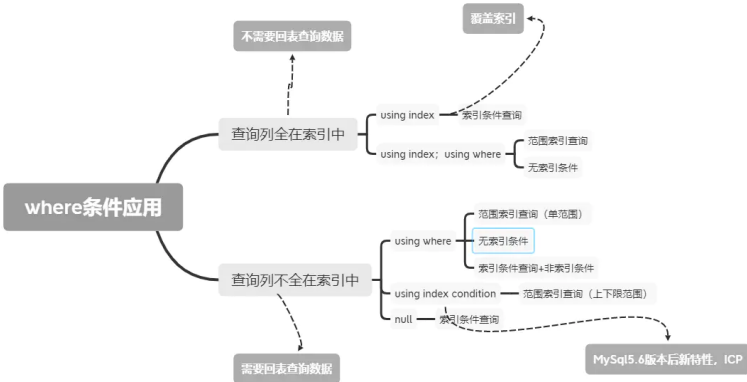 覆盖索引
不需要回表查询数据
using index
索引条件查询
查询列全在索引中
范围索引查询
using index；using where
无索引条件
where条件应用
范围索引查询（单范围）
using where
无索引条件
索引条件查询+非索引条件
查询列不全在索引中
using index condition
范围索引查询（上下限范围）
null
索引条件查询
MySql5.6版本后新特性，ICP
需要回表查询数据